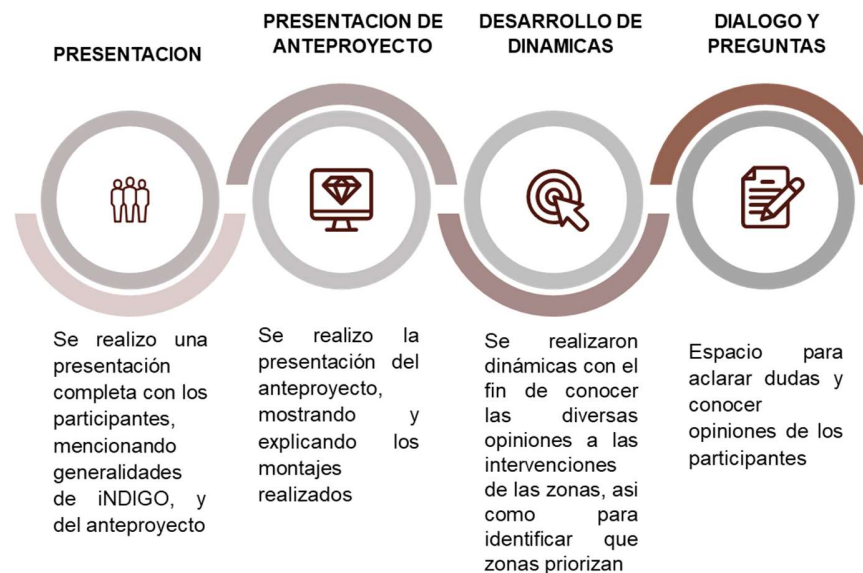 PRESENTACION
Se realizo una
presentación
completa con los
participantes,
mencionando
generalidades
de iNDIGO, y
del anteproyecto
PRESENTACION DE
ANTEPROYECTO
Se realizo la
presentación del
anteproyecto,
mostrando y
explicando los
montajes
realizados
DESARROLLO DE
DINAMICAS
Se realizaron
dinámicas con el
fin de conocer
las diversas
opiniones a las
intervenciones
de las zonas, asi
como para
identificar que
zonas priorizan
DIALOGO Y
PREGUNTAS
Espacio para
aclarar dudas y
conocer
opiniones de los
participantes